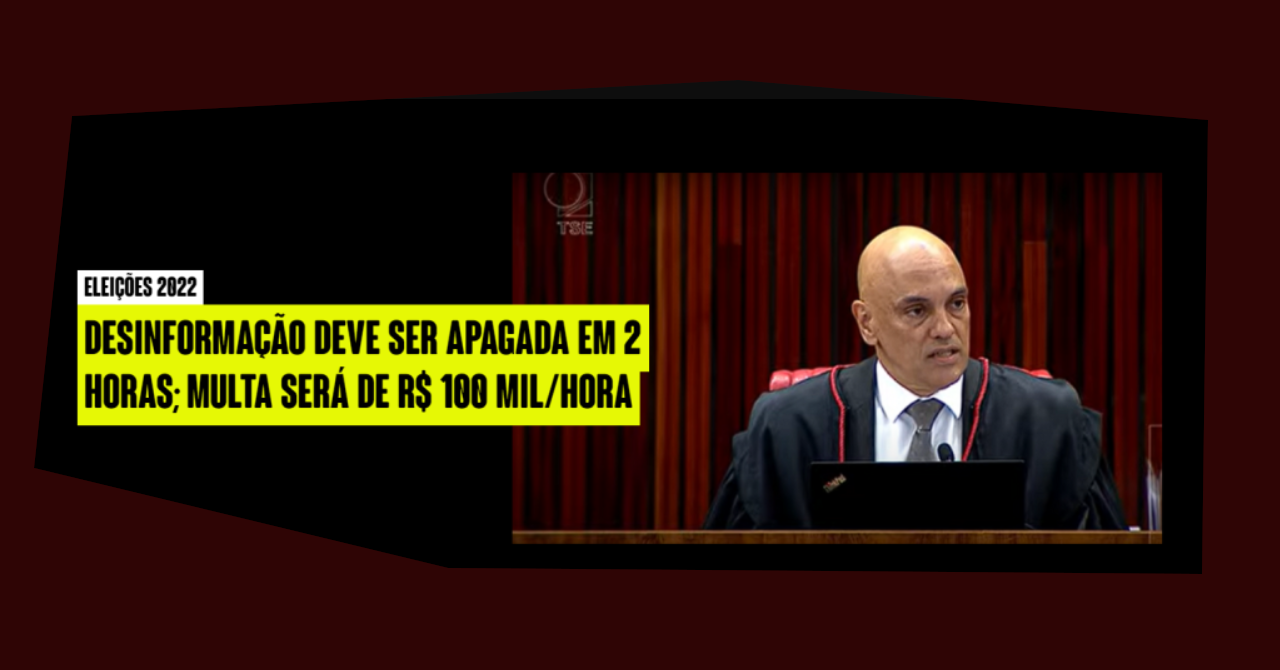 TSE
ELEIÇÕES 2022
DESINFORMAÇÃO DEVE SER APAGADA EM 2
HORAS; MULTA SERÁ DE R$ 100 MIL/HORA